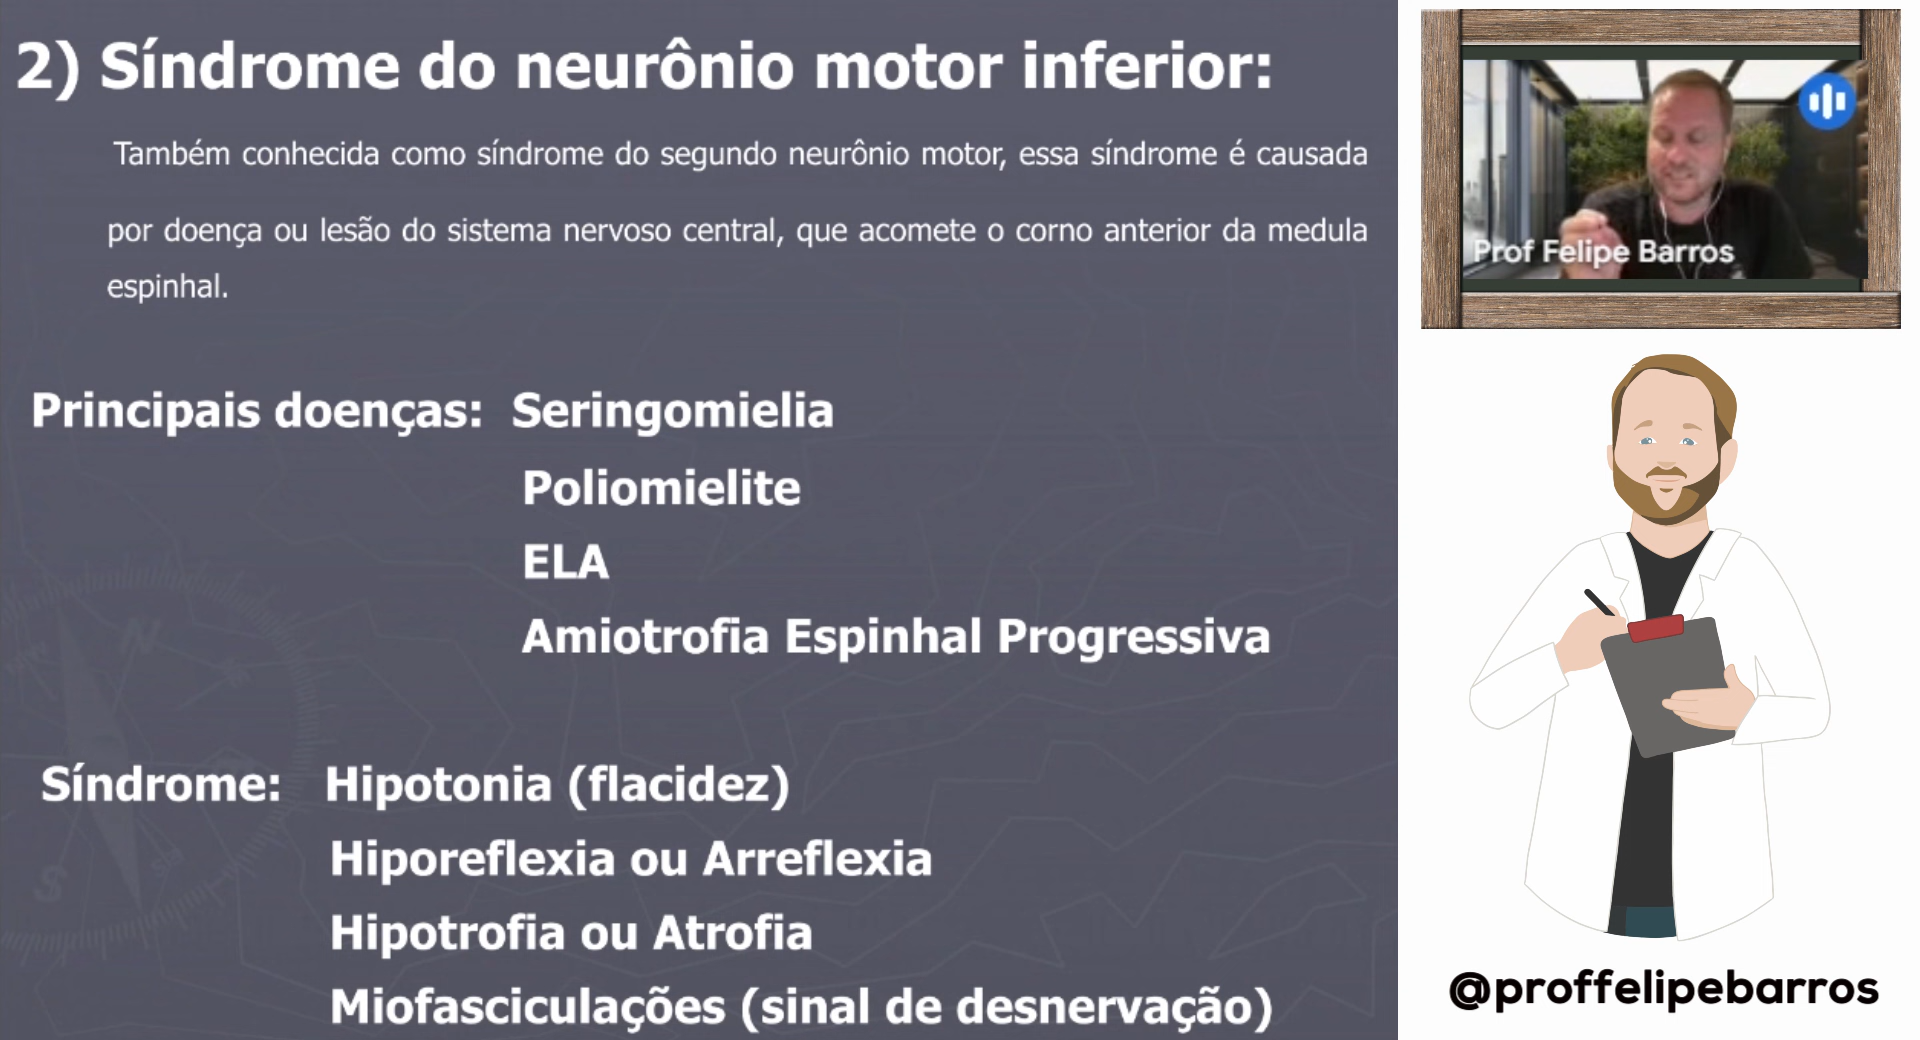 2) Síndrome do neurônio motor inferior:
Também conhecida como síndrome do segundo neurônio motor, essa síndrome é causada
por doença ou lesão do sistema nervoso central, que acomete o corno anterior da medula
espinhal.
Principais doenças: Seringomielia
Poliomielite
ELA
Amiotrofia Espinhal Progressiva
Síndrome: Hipotonia (flacidez)
Hiporeflexia ou Arreflexia
Hipotrofia ou Atrofia
Miofasciculações (sinal de desnervação)
Prof Felipe Barros
@proffelipebarros